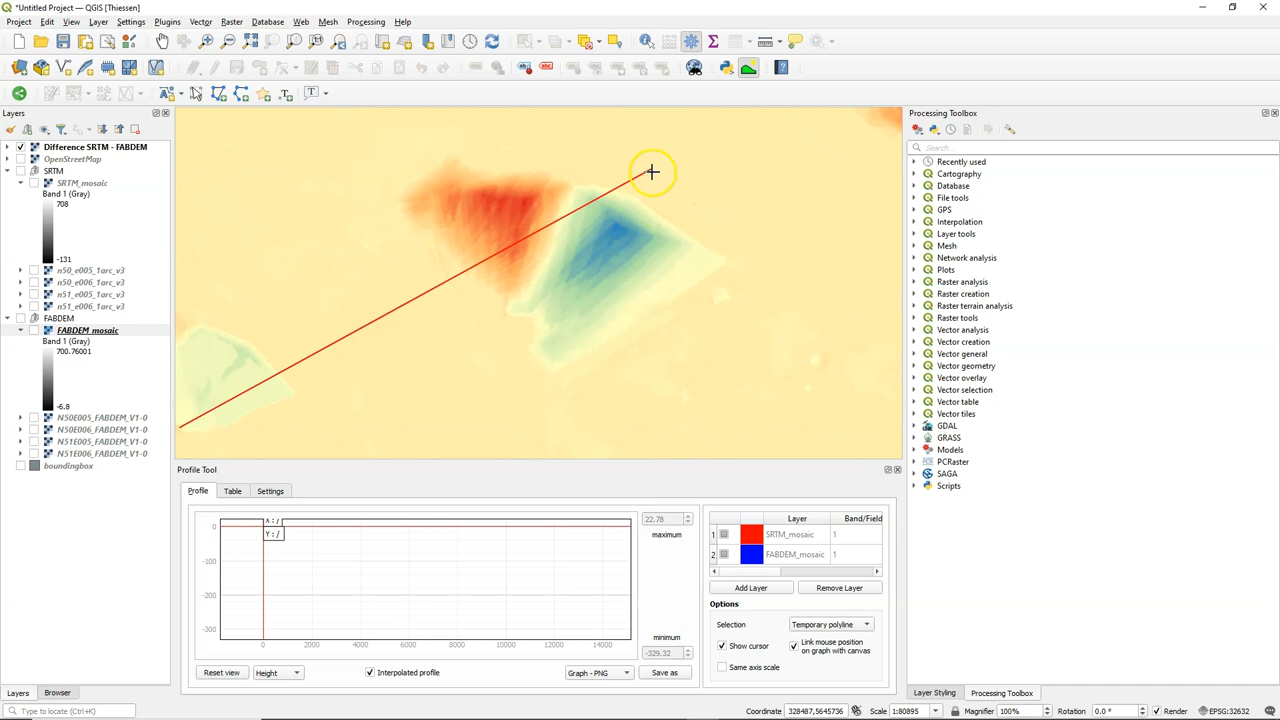 *Untitled Project — QGIS [Thiessen]
Project Edit View Layer Settings Plugins Vector Raster Database Web Mesh Processing Help
Layers
Difference SRTM - FABDEM
OpenStreetMap
SRTM
SRTM_mosaic
Band 1 (Gray)
708
-131
n50_e005_1arc_v3
n50_e006_1arc_v3
n51_e005_1arc_v3
n51_e006_1arc_v3
FABDEM
FABDEM_mosaic
Band 1 (Gray)
700.76001
-6.8
N50E005_FABDEM_V1-0
N50E006_FABDEM_V1-0
N51E005_FABDEM_V1-0
N51E006_FABDEM_V1-0
boundingbox
Layers Browser
Profile Tool
Profile Table Settings
X : /
Y : /
0
-100
-200
-300
0 2000 4000 6000 8000 10000 12000 14000
22.78
maximum
minimum
-329.32
Reset view Height Interpolated profile Graph - PNG Save as
Layer Band/Field
1 SRTM_mosaic 1
2 FABDEM_mosaic 1
Add Layer Remove Layer
Options
Selection Temporary polyline
Show cursor
Link mouse position
on graph with canvas
Same axis scale
Processing Toolbox
Search...
Recently used
Cartography
Database
File tools
GPS
Interpolation
Layer tools
Mesh
Network analysis
Plots
Raster analysis
Raster creation
Raster terrain analysis
Raster tools
Vector analysis
Vector creation
Vector general
Vector geometry
Vector overlay
Vector selection
Vector table
Vector tiles
GDAL
GRASS
Models
PCRaster
SAGA
Scripts
Layer Styling Processing Toolbox
Type to locate (Ctrl+K)
Coordinate 328487,5645736 Scale 1:80895 Magnifier 100% Rotation 0.0 ° Render EPSG:32632